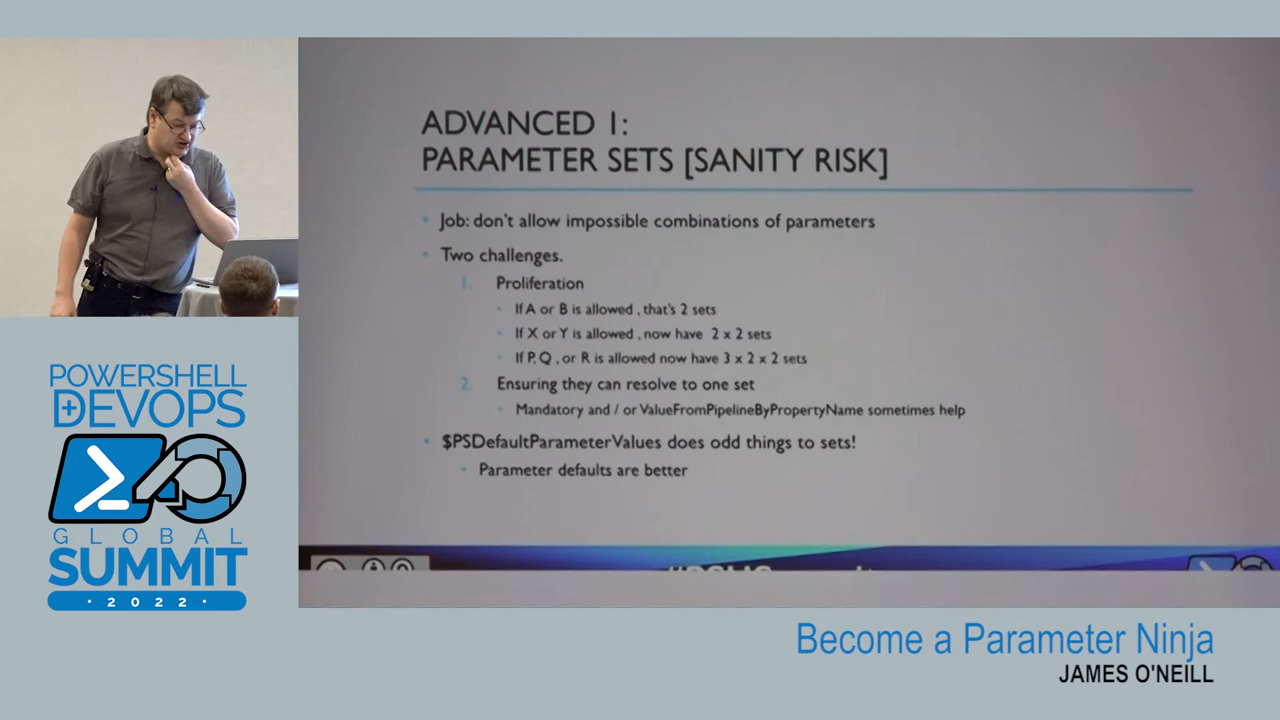 ADVANCED 1:
PARAMETER SETS [SANITY RISK]
• Job: don't allow impossible combinations of parameters
• Two challenges.
1. Proliferation
• If A or B is allowed , that's 2 sets
• If X or Y is allowed , now have 2 x 2 sets
• If P, Q , or R is allowed now have 3 x 2 x 2 sets
2. Ensuring they can resolve to one set
• Mandatory and / or ValueFromPipelineByPropertyName sometimes help
• $PSDefaultParameterValues does odd things to sets!
• Parameter defaults are better
POWERSHELL
DEVOPS
GLOBAL
SUMMIT
· 2022 ·
Become a Parameter Ninja
JAMES O'NEILL